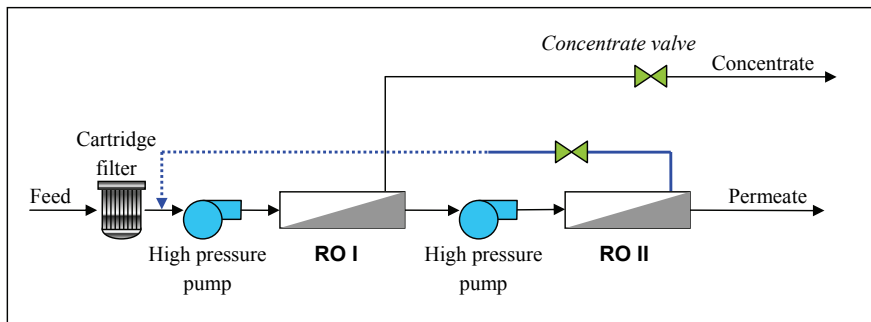 Concentrate valve
Concentrate
Cartridge
filter
Feed
Permeate
High pressure
pump
RO I
High pressure
pump
RO II